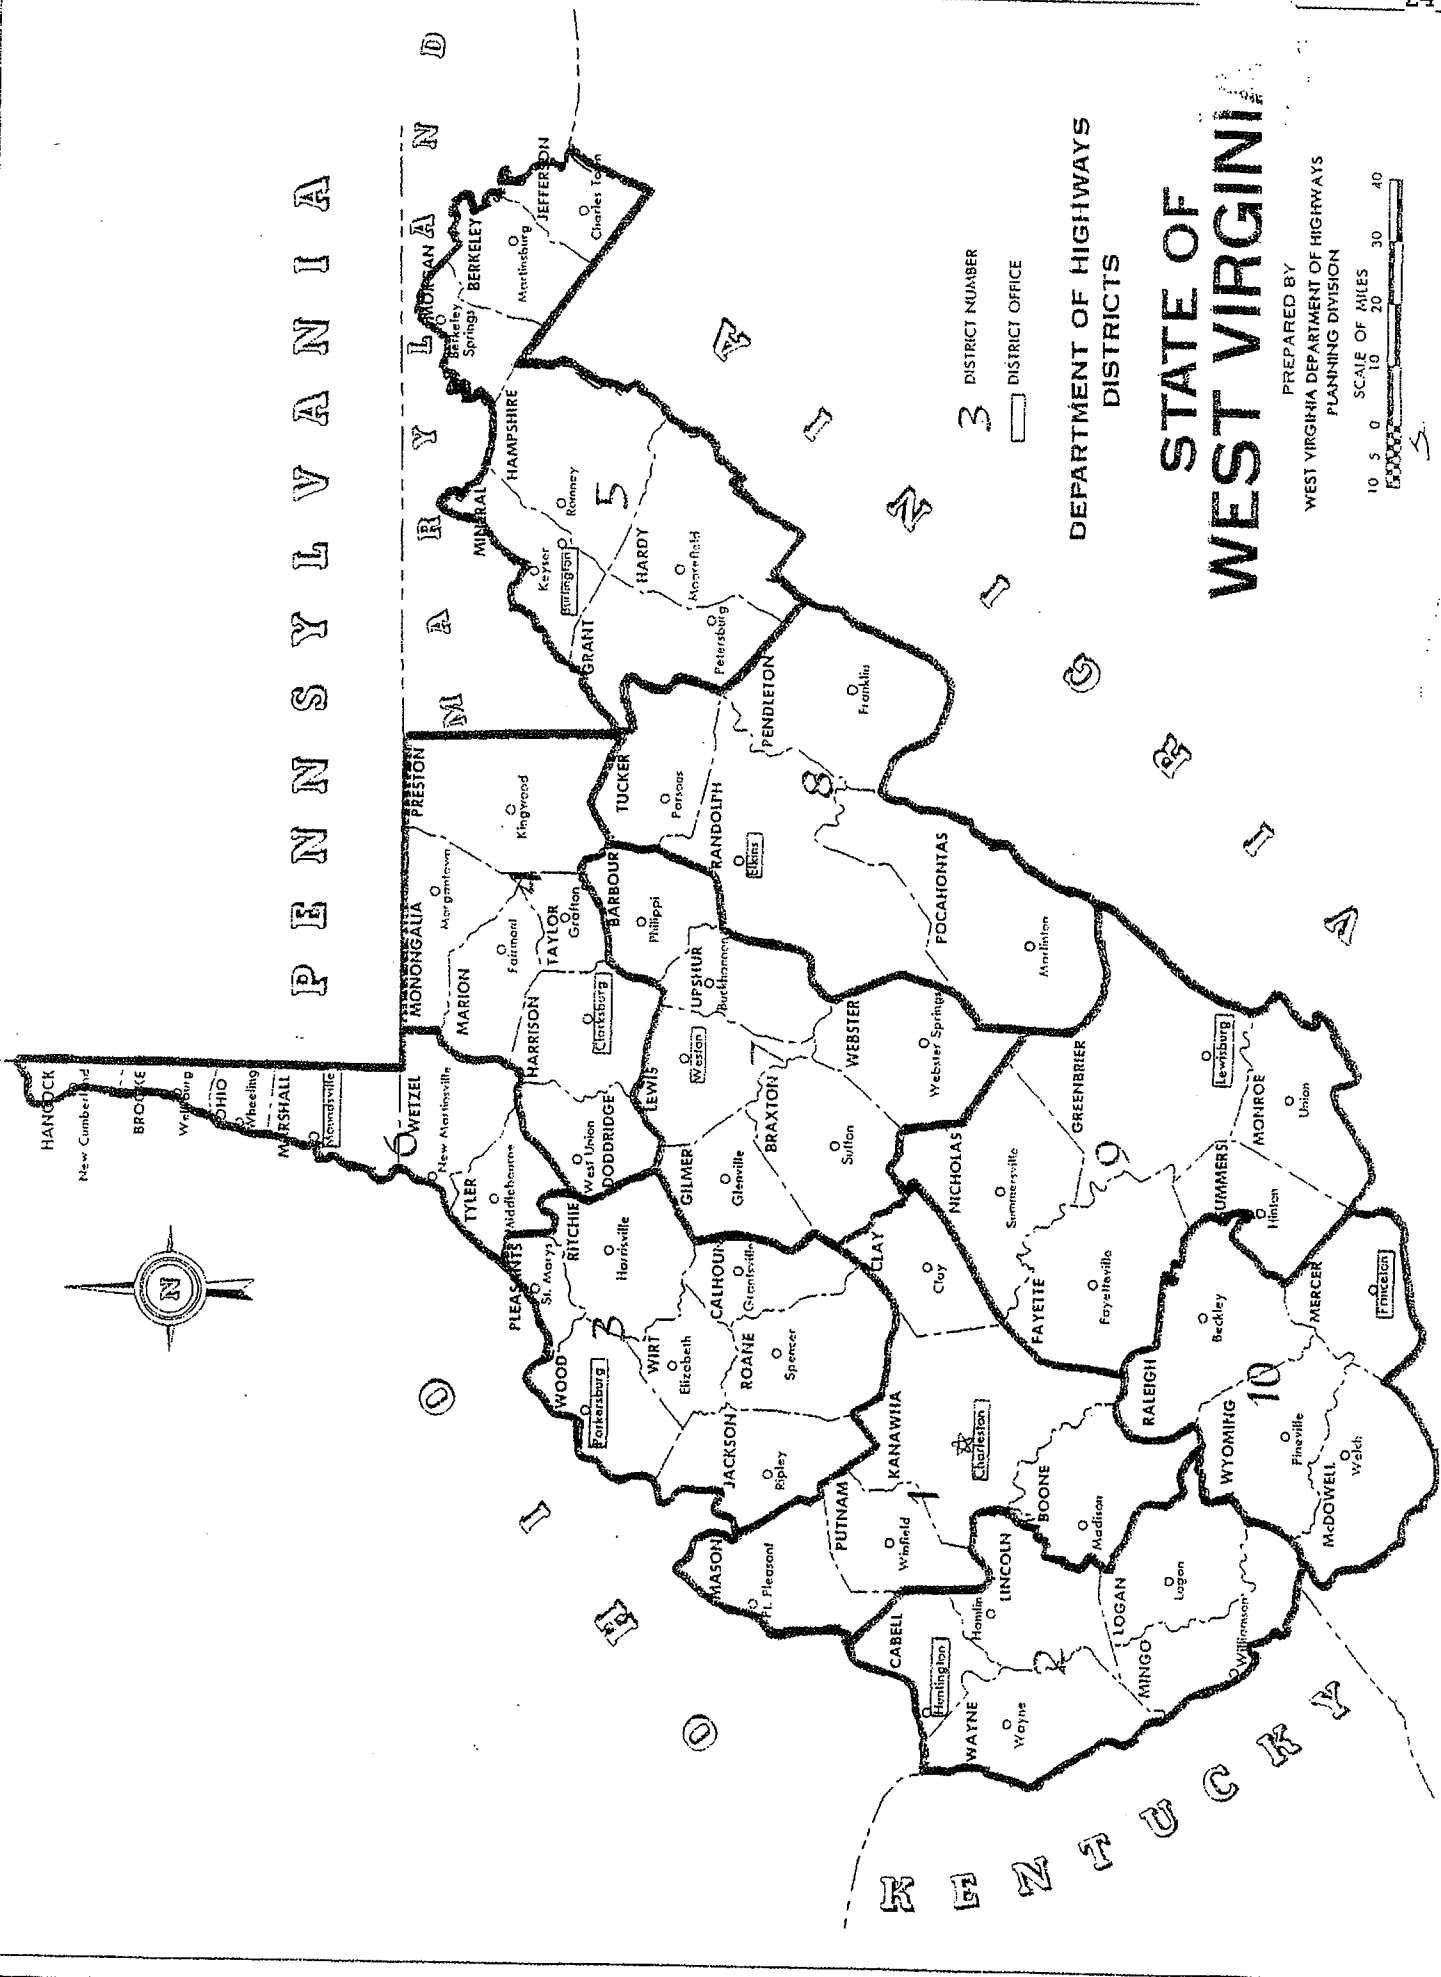 24
PENNSYLVANIA
MARYLAND
VIRGINIA
OHIO
KENTUCKY
N
HANCOCK
New Cumberland
BROOKE
Wellsburg
OHIO
Wheeling
MARSHALL
Moundsville
6
WETZEL
New Martinsville
TYLER
Middlebourne
PLEASANTS
St. Marys
RITCHIE
Harrisville
WOOD
Parkersburg
3
WIRT
Elizabeth
CALHOUN
Grantsville
ROANE
Spencer
JACKSON
Ripley
MASON
Pt. Pleasant
PUTNAM
Winfield
1
KANAWHA
Charleston
CLAY
Clay
BOONE
Madison
CABELL
Huntington
WAYNE
Wayne
LINCOLN
Hamlin
2
LOGAN
Logan
MINGO
Williamson
MONONGALIA
Morgantown
PRESTON
Kingwood
MARION
Fairmont
TAYLOR
Grafton
HARRISON
Clarksburg
DODDRIDGE
West Union
BARBOUR
Philippi
UPSHUR
Buckhannon
LEWIS
Weston
7
GILMER
Glenville
BRAXTON
Sutton
WEBSTER
Webster Springs
TUCKER
Parsons
RANDOLPH
Elkins
8
PENDLETON
Franklin
POCAHONTAS
Marlinton
MORGAN
Berkeley
Springs
BERKELEY
Martinsburg
JEFFERSON
Charles Town
HAMPSHIRE
Romney
MINERAL
Keyser
Burlington
5
HARDY
Moorefield
GRANT
Petersburg
NICHOLAS
Summersville
GREENBRIER
Lewisburg
9
FAYETTE
Fayetteville
SUMMERS
Hinton
MONROE
Union
RALEIGH
Beckley
MERCER
Princeton
10
WYOMING
Pineville
McDOWELL
Welch
3 DISTRICT NUMBER
DISTRICT OFFICE
DEPARTMENT OF HIGHWAYS
DISTRICTS
STATE OF
WEST VIRGINIA
PREPARED BY
WEST VIRGINIA DEPARTMENT OF HIGHWAYS
PLANNING DIVISION
SCALE OF MILES
10 5 0 10 20 30 40